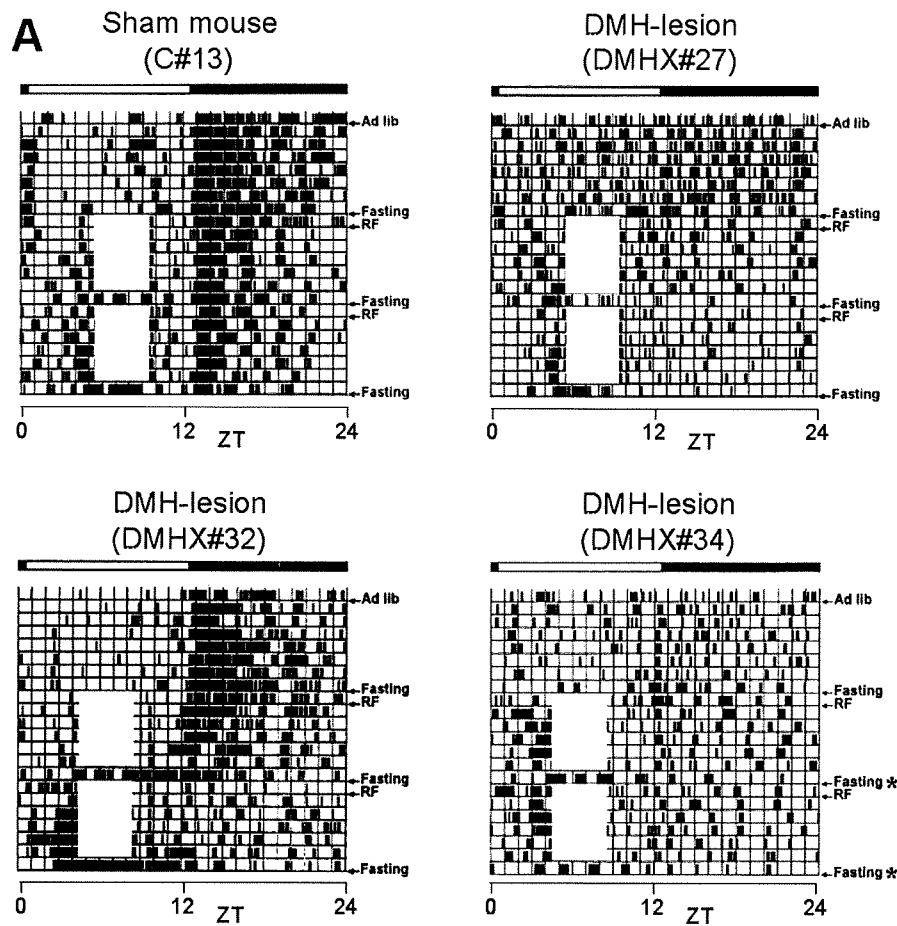 A
Sham mouse
(C#13)
Ad lib
Fasting
RF
Fasting
RF
Fasting
0 12 24
ZT
DMH-lesion
(DMHX#27)
Ad lib
Fasting
RF
Fasting
RF
Fasting
0 12 24
ZT
DMH-lesion
(DMHX#32)
Ad lib
Fasting
RF
Fasting
RF
Fasting
0 12 24
ZT
DMH-lesion
(DMHX#34)
Ad lib
Fasting
RF
Fasting *
RF
Fasting *
0 12 24
ZT